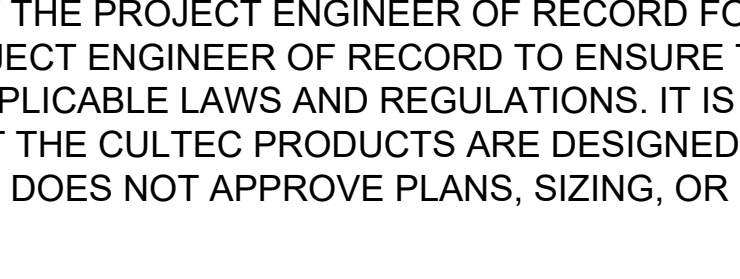 THE PROJECT ENGINEER OF RECORD FO
JECT ENGINEER OF RECORD TO ENSURE
PLICABLE LAWS AND REGULATIONS. IT IS
THE CULTEC PRODUCTS ARE DESIGNED
DOES NOT APPROVE PLANS, SIZING, OR